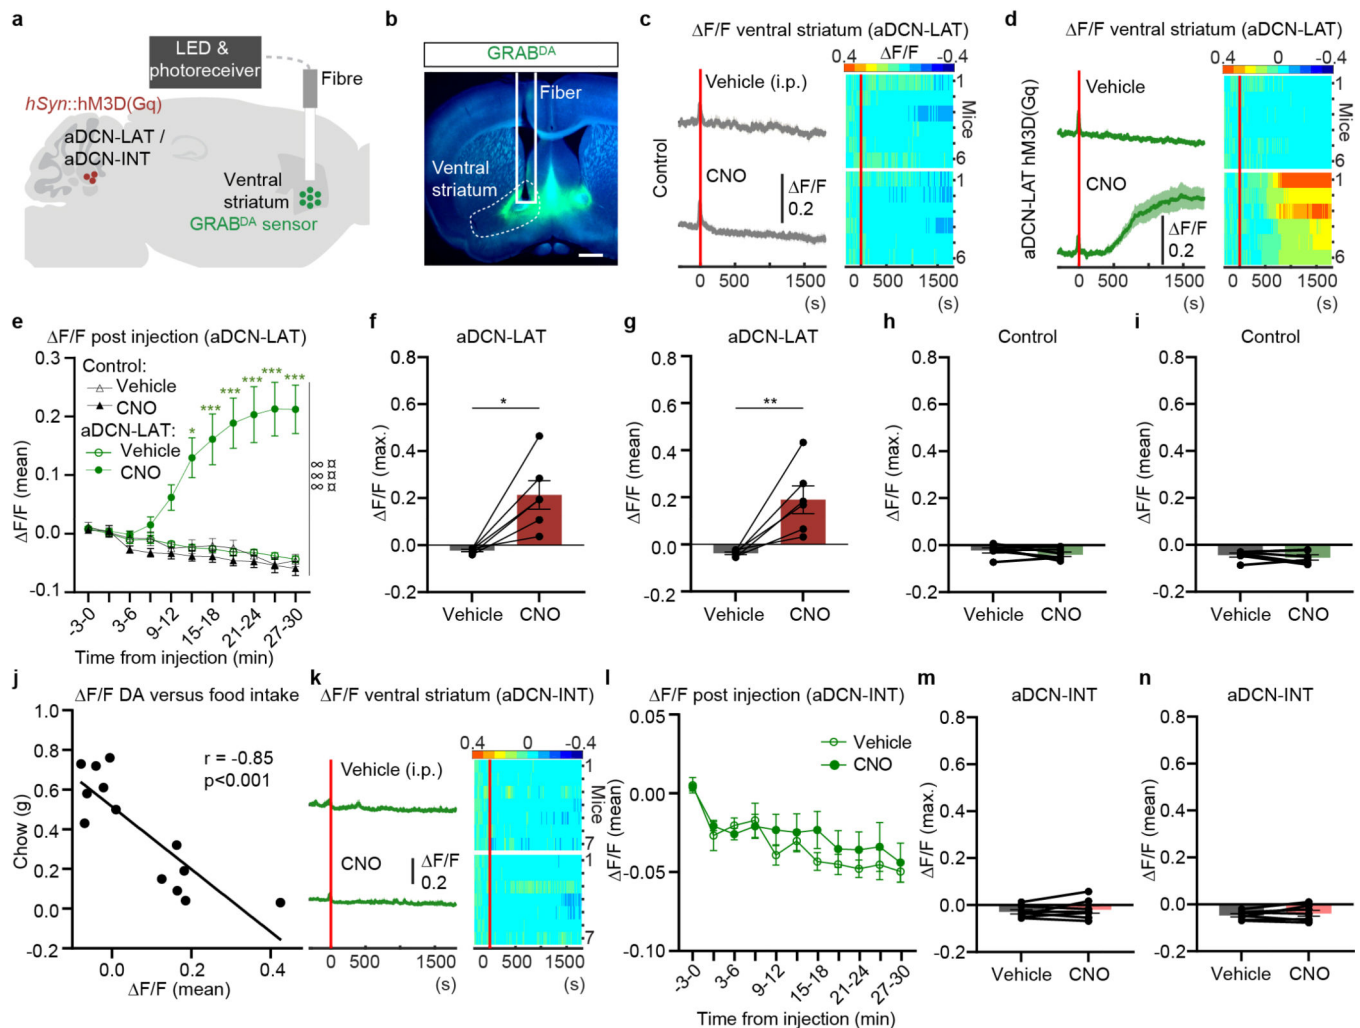 a
LED &
photoreceiver
Fibre
hSyn::hM3D(Gq)
aDCN-LAT /
aDCN-INT
Ventral
striatum
GRABDA sensor
b
GRABDA
Fiber
Ventral
striatum
c
ΔF/F ventral striatum (aDCN-LAT)
ΔF/F
0.4 -0.4
Vehicle (i.p.)
Control
CNO
ΔF/F
0.2
1
Mice
6
1
6
0 500 1500
(s)
0 500 1500
(s)
d
ΔF/F ventral striatum (aDCN-LAT)
0.4 -0.4
Vehicle
aDCN-LAT hM3D(Gq)
CNO
ΔF/F
0.2
1
Mice
6
1
6
0 500 1500
(s)
0 500 1500
(s)
e
ΔF/F post injection (aDCN-LAT)
Control:
Vehicle
CNO
aDCN-LAT:
Vehicle
CNO
* *** *** *** *** ***
∞ ¤
∞ ¤
∞ ¤
ΔF/F (mean)
0.3
0.2
0.1
0.0
-0.1
-3-0 3-6 9-12 15-18 21-24 27-30
Time from injection (min)
f
aDCN-LAT
*
ΔF/F (max.)
0.8
0.6
0.4
0.2
0.0
-0.2
Vehicle CNO
g
aDCN-LAT
**
ΔF/F (mean)
0.8
0.6
0.4
0.2
0.0
-0.2
Vehicle CNO
h
Control
ΔF/F (max.)
0.8
0.6
0.4
0.2
0.0
-0.2
Vehicle CNO
i
Control
ΔF/F (mean)
0.8
0.6
0.4
0.2
0.0
-0.2
Vehicle CNO
j
ΔF/F DA versus food intake
r = -0.85
p<0.001
Chow (g)
1.0
0.8
0.6
0.4
0.2
0.0
-0.2
0.0 0.2 0.4
ΔF/F (mean)
k
ΔF/F ventral striatum (aDCN-INT)
0.4 -0.4
Vehicle (i.p.)
CNO
ΔF/F
0.2
1
Mice
7
1
7
0 500 1500
(s)
0 500 1500
(s)
l
ΔF/F post injection (aDCN-INT)
Vehicle
CNO
ΔF/F (mean)
0.05
0.00
-0.05
-0.10
-3-0 3-6 9-12 15-18 21-24 27-30
Time from injection (min)
m
aDCN-INT
ΔF/F (max.)
0.8
0.6
0.4
0.2
0.0
-0.2
Vehicle CNO
n
aDCN-INT
ΔF/F (mean)
0.8
0.6
0.4
0.2
0.0
-0.2
Vehicle CNO